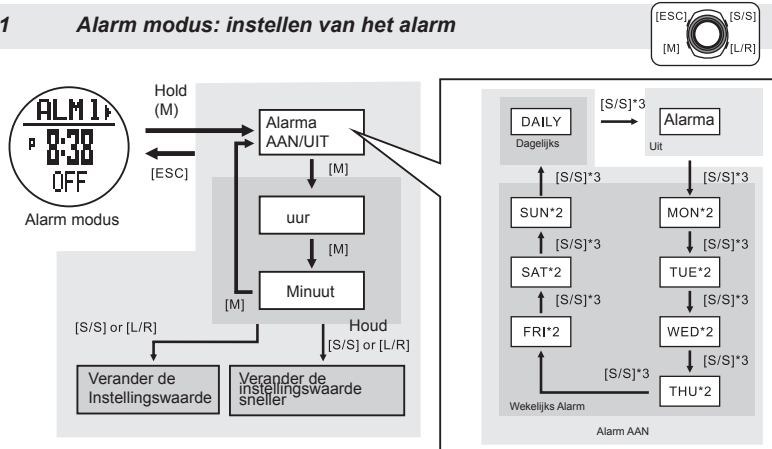 1 Alarm modus: instellen van het alarm
[ESC] [S/S]
[M] [L/R]
ALM 1
P 8:38
OFF
Alarm modus
Hold
(M)
[ESC]
Alarma
AAN/UIT
[M]
uur
[M]
Minuut
[M]
[S/S] or [L/R]
Houd
[S/S] or [L/R]
Verander de
Instellingswaarde
Verander de
instellingswaarde
sneller
DAILY
Dagelijks
[S/S]*3
Alarma
Uit
[S/S]*3
[S/S]*3
SUN*2
MON*2
[S/S]*3
[S/S]*3
SAT*2
TUE*2
[S/S]*3
[S/S]*3
FRI*2
WED*2
[S/S]*3
[S/S]*3
THU*2
Wekelijks Alarm
Alarm AAN